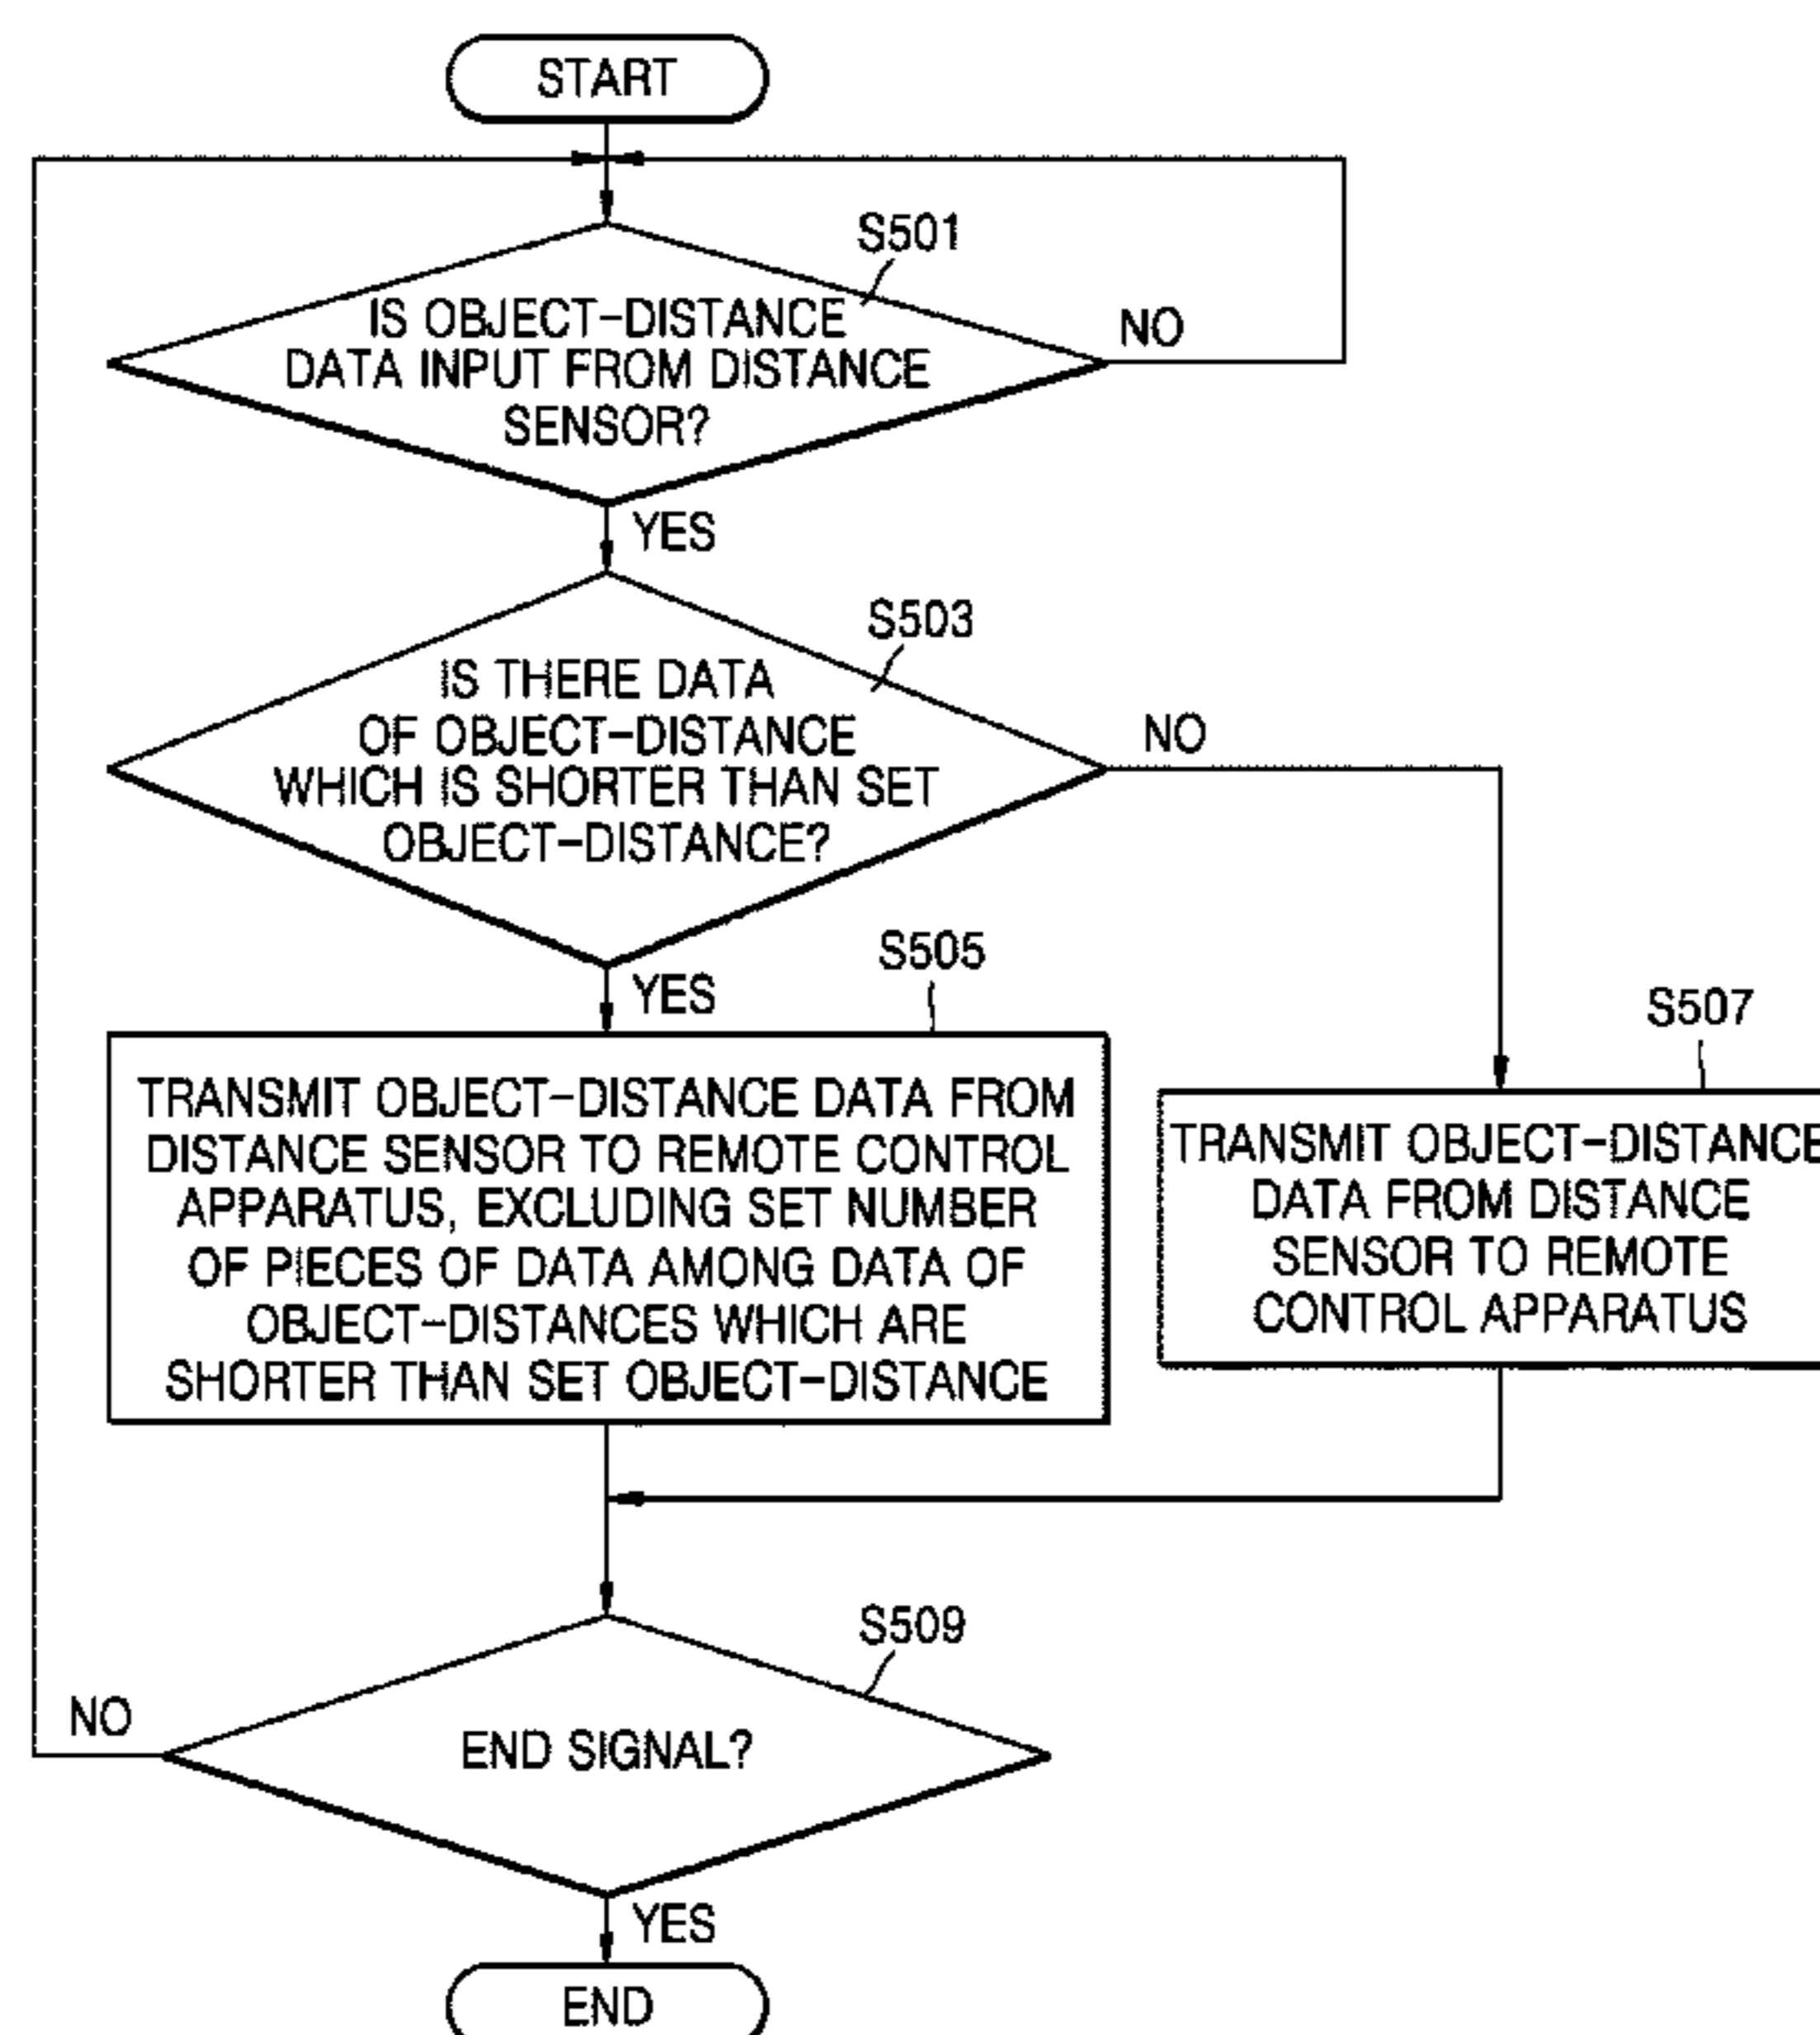 START
S501
IS OBJECT-DISTANCE
DATA INPUT FROM DISTANCE
SENSOR?
NO
YES
S503
IS THERE DATA
OF OBJECT-DISTANCE
WHICH IS SHORTER THAN SET
OBJECT-DISTANCE?
NO
YES
S505
TRANSMIT OBJECT-DISTANCE DATA FROM
DISTANCE SENSOR TO REMOTE CONTROL
APPARATUS, EXCLUDING SET NUMBER
OF PIECES OF DATA AMONG DATA OF
OBJECT-DISTANCES WHICH ARE
SHORTER THAN SET OBJECT-DISTANCE
S507
TRANSMIT OBJECT-DISTANCE
DATA FROM DISTANCE
SENSOR TO REMOTE
CONTROL APPARATUS
S509
END SIGNAL?
NO
YES
END